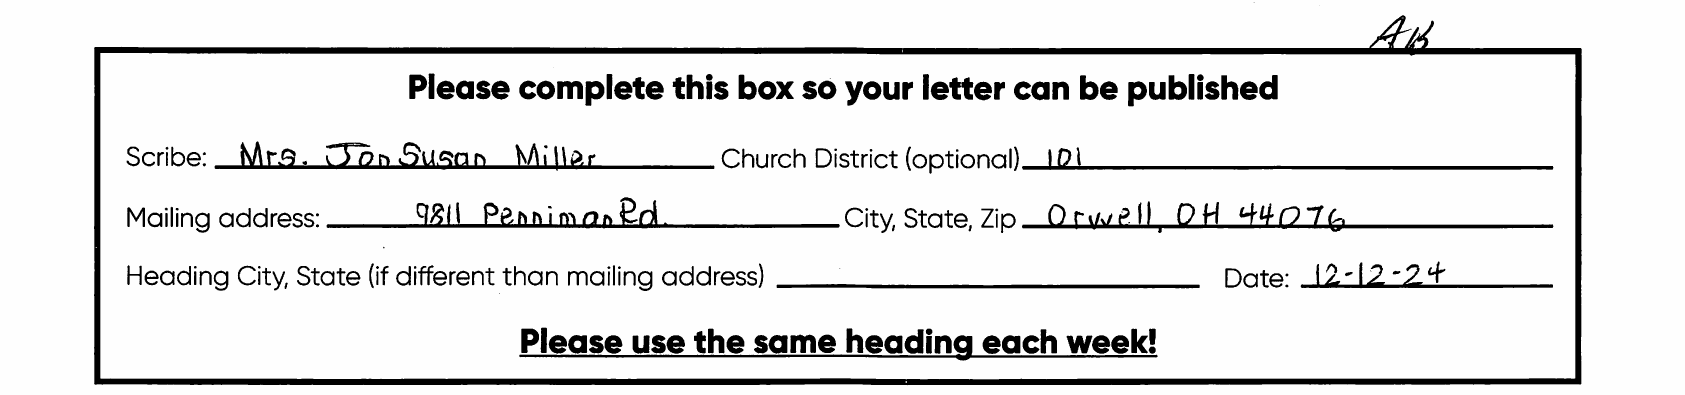 AK
Please complete this box so your letter can be published
Scribe: Mrs. Jon Susan Miller Church District (optional) 101
Mailing address: 9811 Penniman Rd. City, State, Zip Orwell, OH 44076
Heading City, State (if different than mailing address) Date: 12-12-24
Please use the same heading each week!